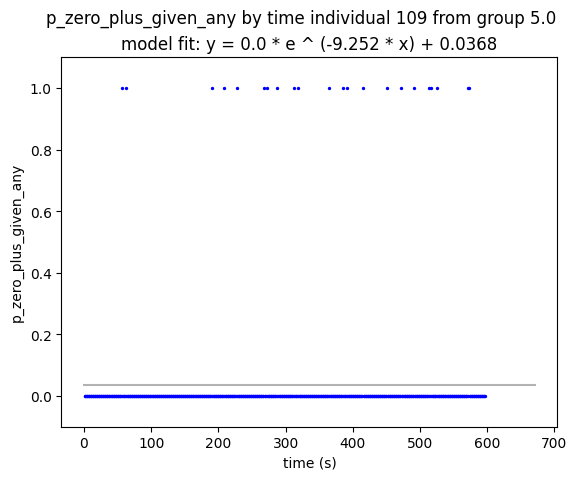 p_zero_plus_given_any by time individual 109 from group 5.0
model fit: y = 0.0 * e ^ (-9.252 * x) + 0.0368
1.0
0.8
0.6
0.4
0.2
0.0
p_zero_plus_given_any
0 100 200 300 400 500 600 700
time (s)